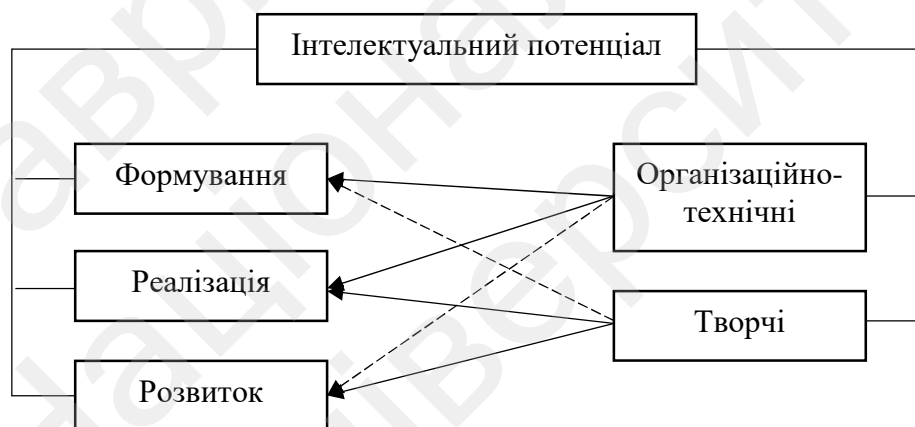 Інтелектуальний потенціал
Формування
Організаційно-
технічні
Реалізація
Творчі
Розвиток